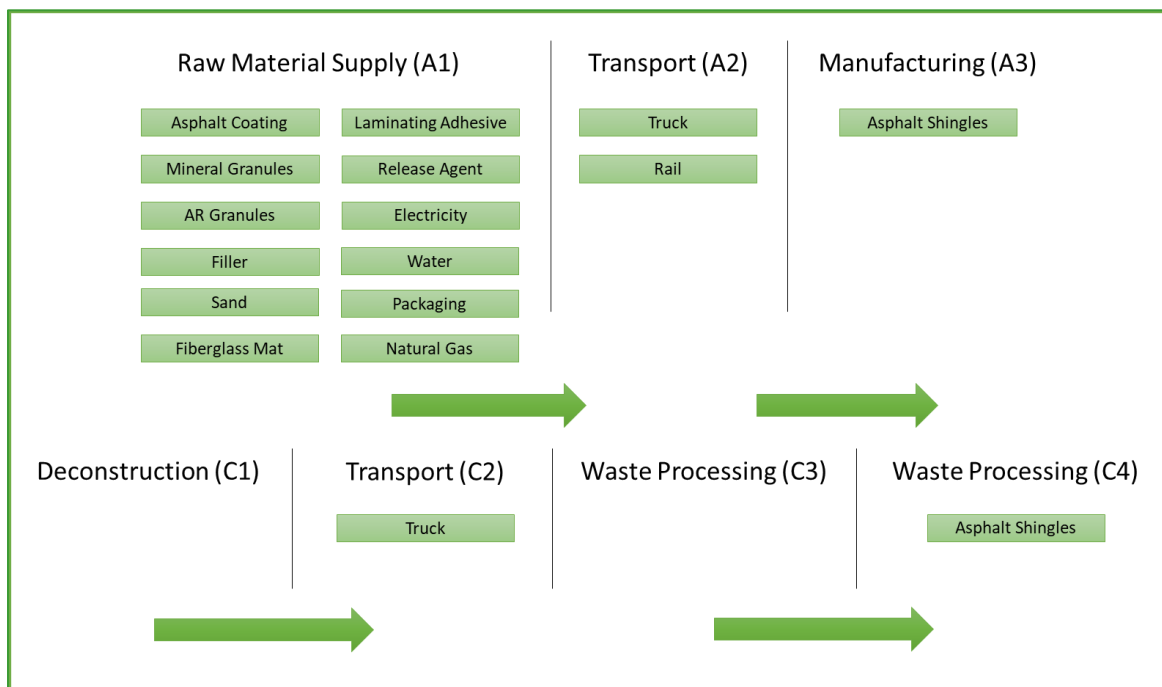 Raw Material Supply (A1)
Transport (A2)
Manufacturing (A3)
Asphalt Coating
Laminating Adhesive
Truck
Asphalt Shingles
Mineral Granules
Release Agent
Rail
AR Granules
Electricity
Filler
Water
Sand
Packaging
Fiberglass Mat
Natural Gas
Deconstruction (C1)
Transport (C2)
Waste Processing (C3)
Waste Processing (C4)
Truck
Asphalt Shingles